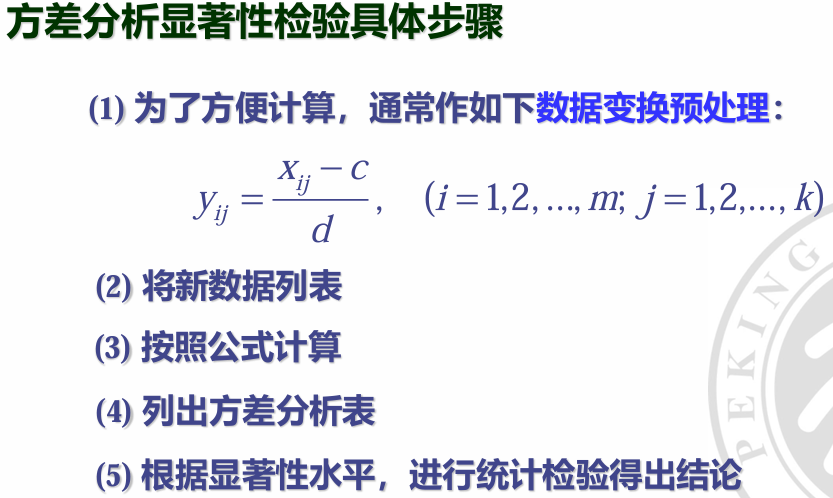 方差分析显著性检验具体步骤
(1) 为了方便计算，通常作如下数据变换预处理：
y_{ij} = \frac{x_{ij} - c}{d}, (i = 1,2, …, m; j = 1,2,…, k)
(2) 将新数据列表
(3) 按照公式计算
(4) 列出方差分析表
(5) 根据显著性水平，进行统计检验得出结论
PEKING